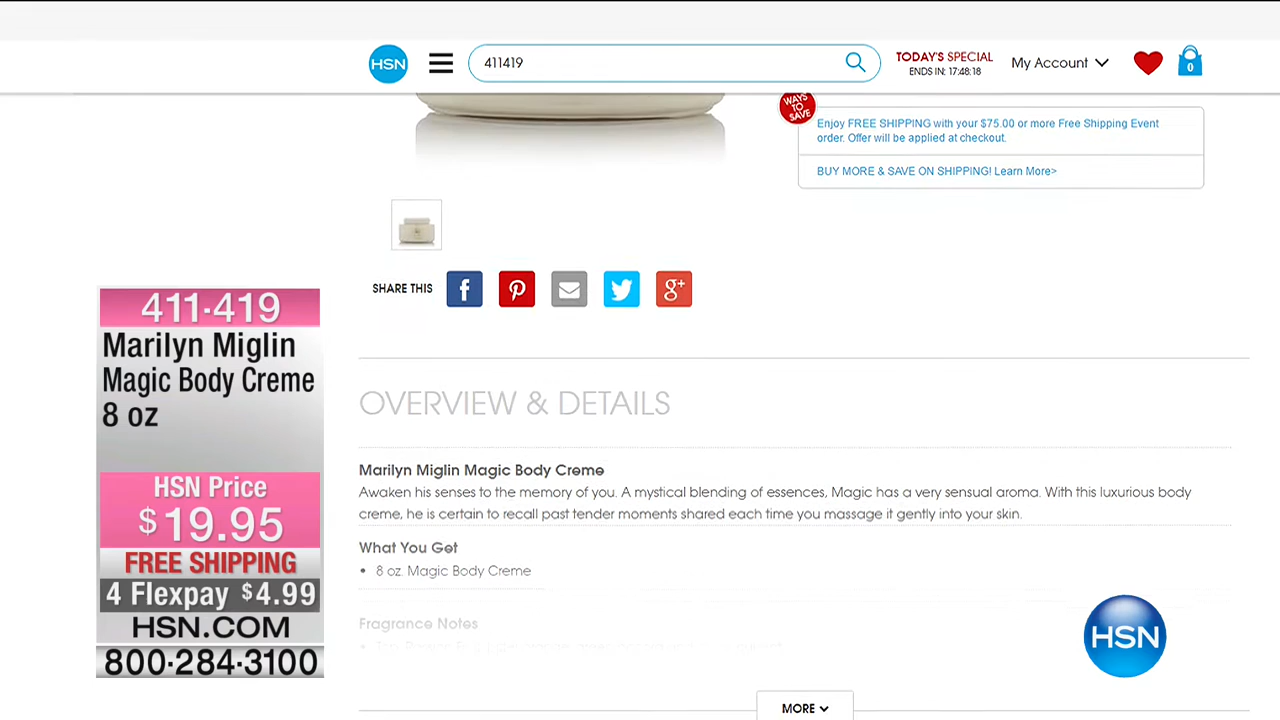 HSN
411419
TODAY'S SPECIAL
ENDS IN: 17:48:18
My Account
0
WAYS
TO
SAVE
Enjoy FREE SHIPPING with your $75.00 or more Free Shipping Event
order. Offer will be applied at checkout.
BUY MORE & SAVE ON SHIPPING! Learn More>
SHARE THIS
411-419
Marilyn Miglin
Magic Body Creme
8 oz
HSN Price
$19.95
FREE SHIPPING
4 Flexpay $4.99
HSN.COM
800-284-3100
OVERVIEW & DETAILS
Marilyn Miglin Magic Body Creme
Awaken his senses to the memory of you. A mystical blending of essences, Magic has a very sensual aroma. With this luxurious body
creme, he is certain to recall past tender moments shared each time you massage it gently into your skin.
What You Get
• 8 oz. Magic Body Creme
Fragrance Notes
HSN
MORE